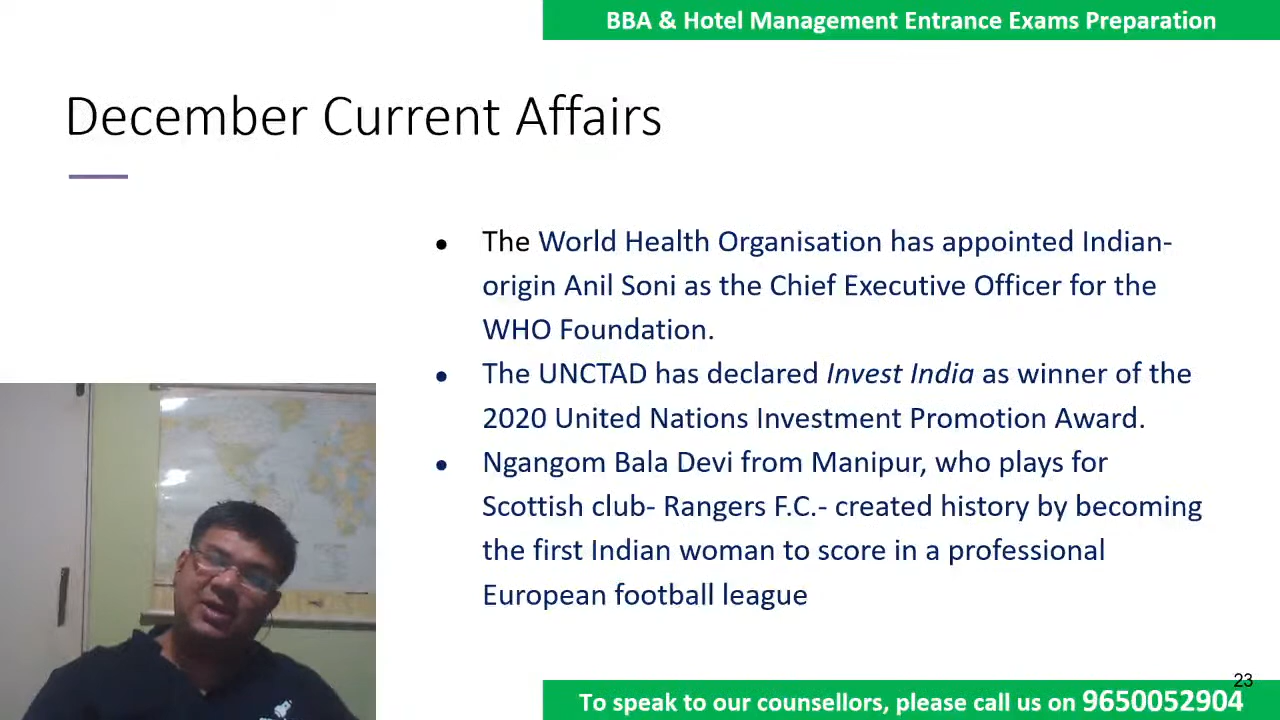 BBA & Hotel Management Entrance Exams Preparation
December Current Affairs
• The World Health Organisation has appointed Indian-
origin Anil Soni as the Chief Executive Officer for the
WHO Foundation.
• The UNCTAD has declared Invest India as winner of the
2020 United Nations Investment Promotion Award.
• Ngangom Bala Devi from Manipur, who plays for
Scottish club- Rangers F.C.- created history by becoming
the first Indian woman to score in a professional
European football league
23
To speak to our counsellors, please call us on 9650052904